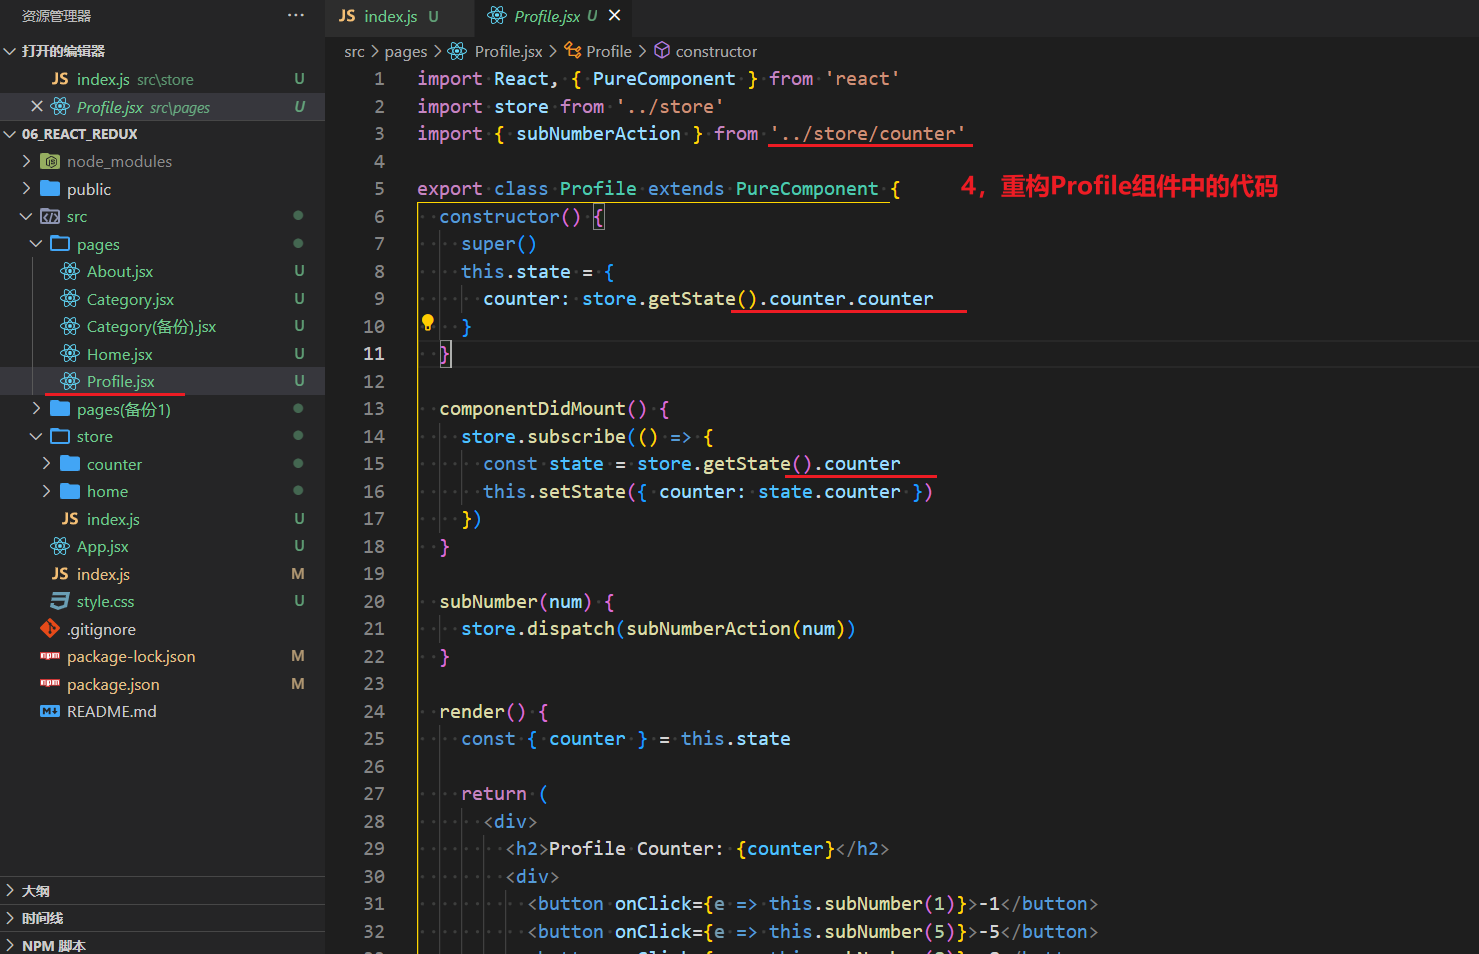 资源管理器
打开的编辑器
JS index.js src\store U
Profile.jsx src\pages U
06_REACT_REDUX
node_modules
public
src
pages
About.jsx U
Category.jsx U
Category(备份).jsx U
Home.jsx U
Profile.jsx U
pages(备份1)
store
counter
home
JS index.js U
App.jsx U
JS index.js M
style.css U
.gitignore
package-lock.json M
package.json M
README.md
大纲
时间线
NPM 脚本
JS index.js U
Profile.jsx U
src > pages > Profile.jsx > Profile > constructor
1 import React, { PureComponent } from 'react'
2 import store from '../store'
3 import { subNumberAction } from '../store/counter'
4
5 export class Profile extends PureComponent {
4，重构Profile组件中的代码
6 constructor() {
7 super()
8 this.state = {
9 counter: store.getState().counter.counter
10 }
11 }
12
13 componentDidMount() {
14 store.subscribe(() => {
15 const state = store.getState().counter
16 this.setState({ counter: state.counter })
17 })
18 }
19
20 subNumber(num) {
21 store.dispatch(subNumberAction(num))
22 }
23
24 render() {
25 const { counter } = this.state
26
27 return (
28 <div>
29 <h2>Profile Counter: {counter}</h2>
30 <div>
31 <button onClick={e => this.subNumber(1)}>-1</button>
32 <button onClick={e => this.subNumber(5)}>-5</button>